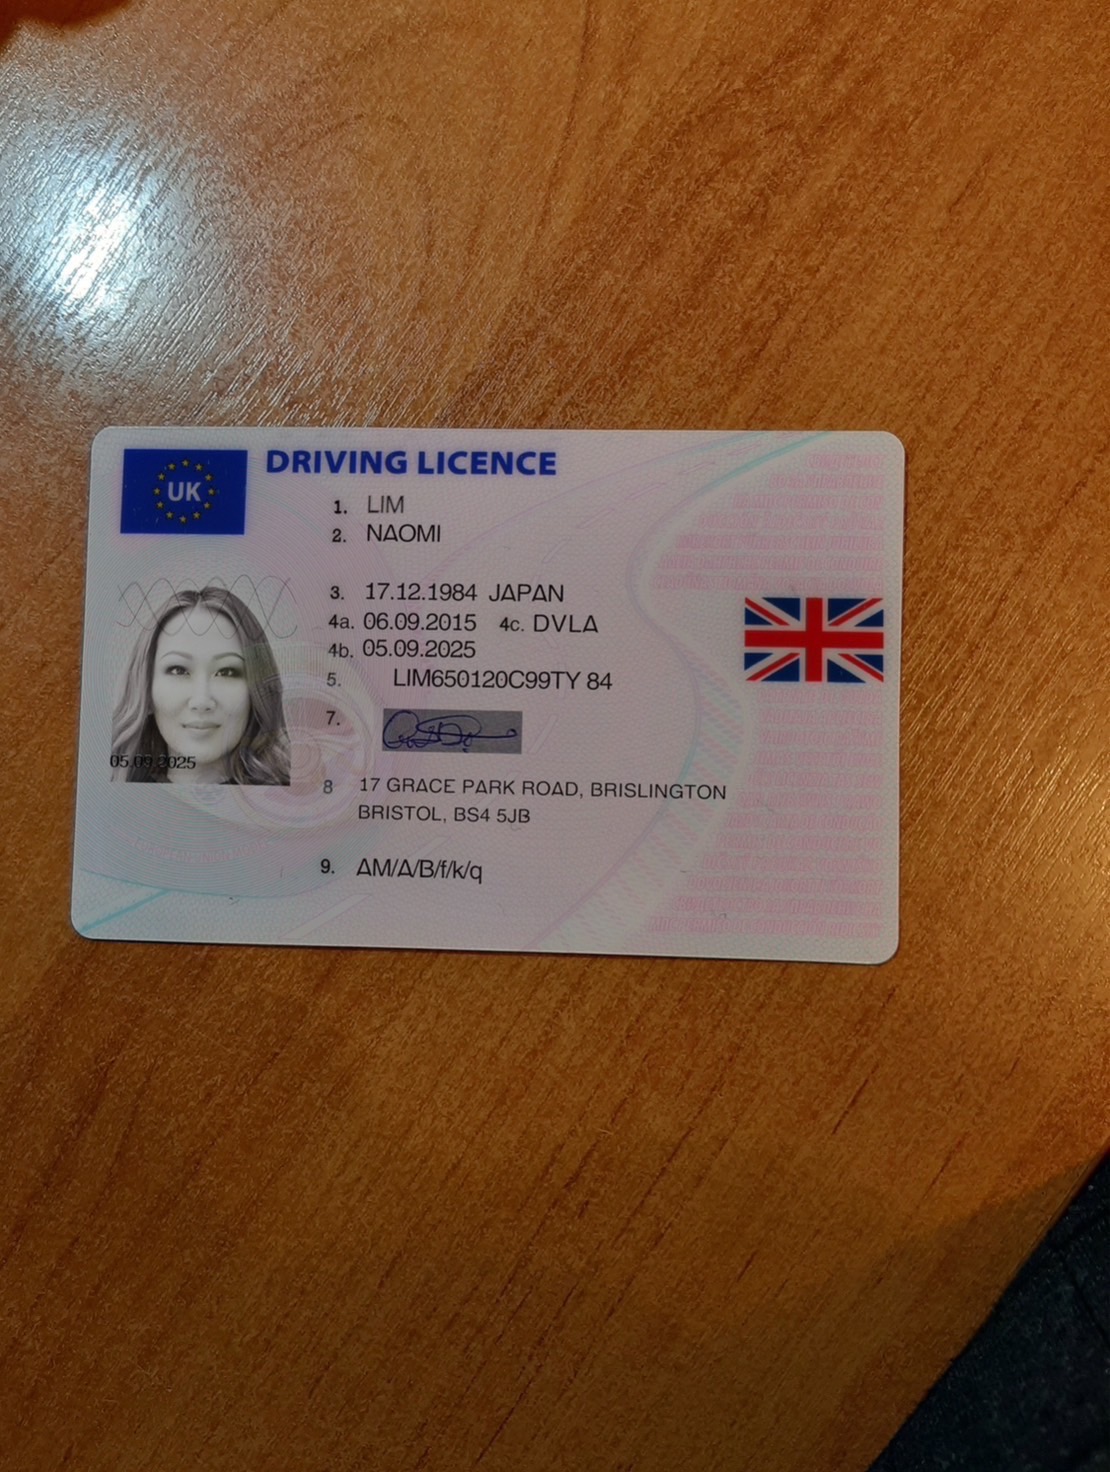 UK
DRIVING LICENCE
1. LIM
2. NAOMI
3. 17.12.1984 JAPAN
4a. 06.09.2015 4c. DVLA
4b. 05.09.2025
5. LIM650120C99TY 84
7.
05.09.2025
8 17 GRACE PARK ROAD, BRISLINGTON
BRISTOL, BS4 5JB
9. AM/A/B/f/k/q